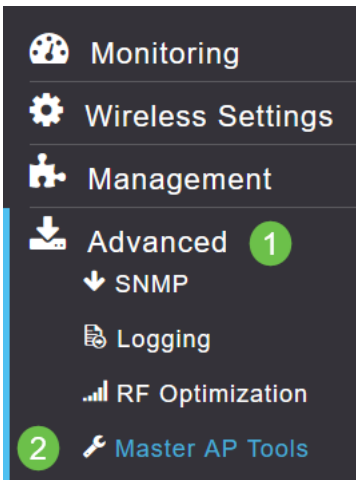 Monitoring
Wireless Settings
Management
Advanced 1
SNMP
Logging
RF Optimization
2 Master AP Tools